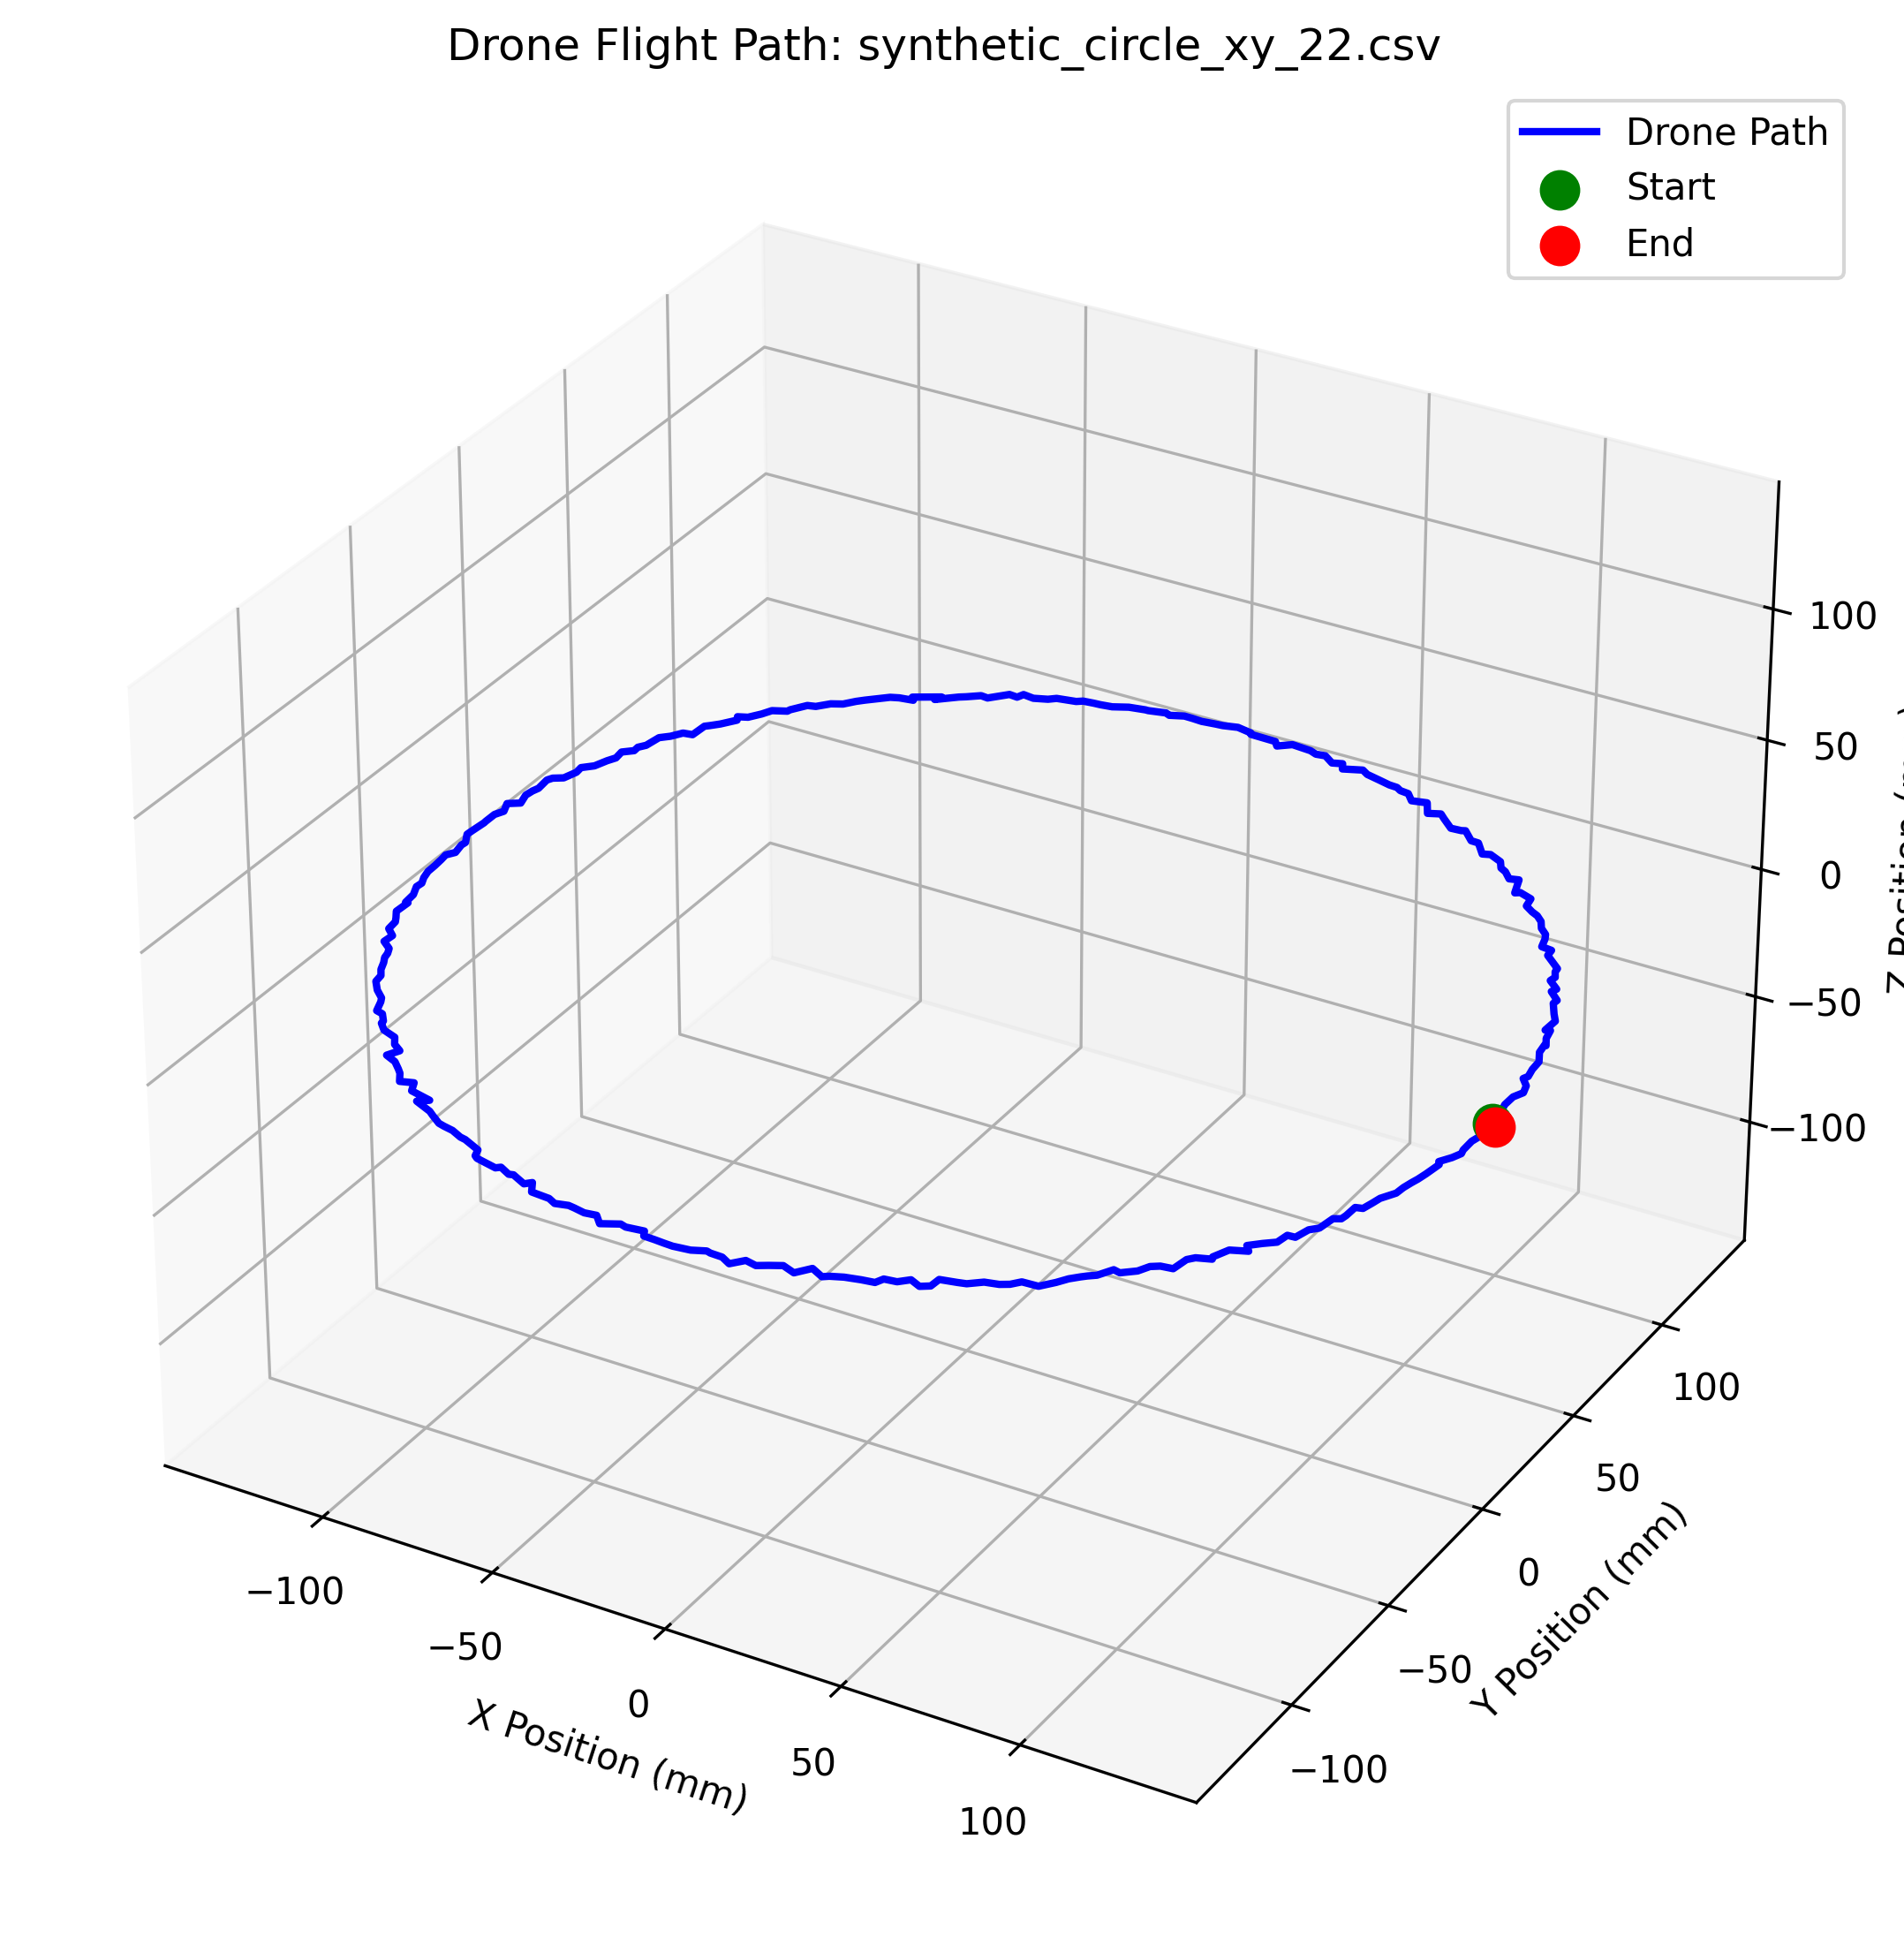 Drone Flight Path: synthetic_circle_xy_22.csv
Drone Path
Start
End
100
50
0
−50
−100
Z Position
100
50
0
−50
−100
Y Position (mm)
−100
−50
0
50
100
X Position (mm)